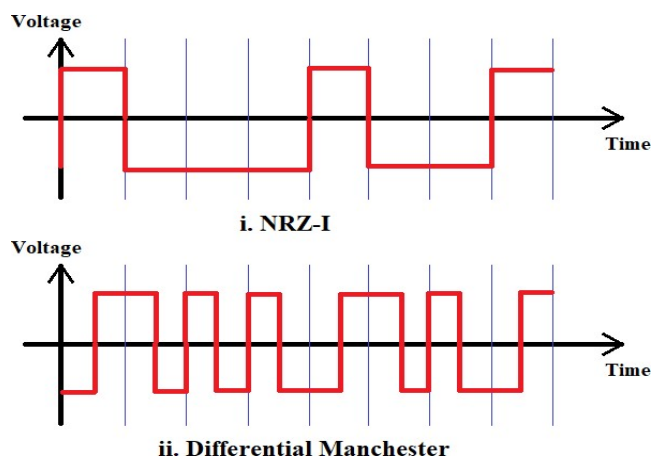 Voltage
Time
i. NRZ-I
Voltage
Time
ii. Differential Manchester